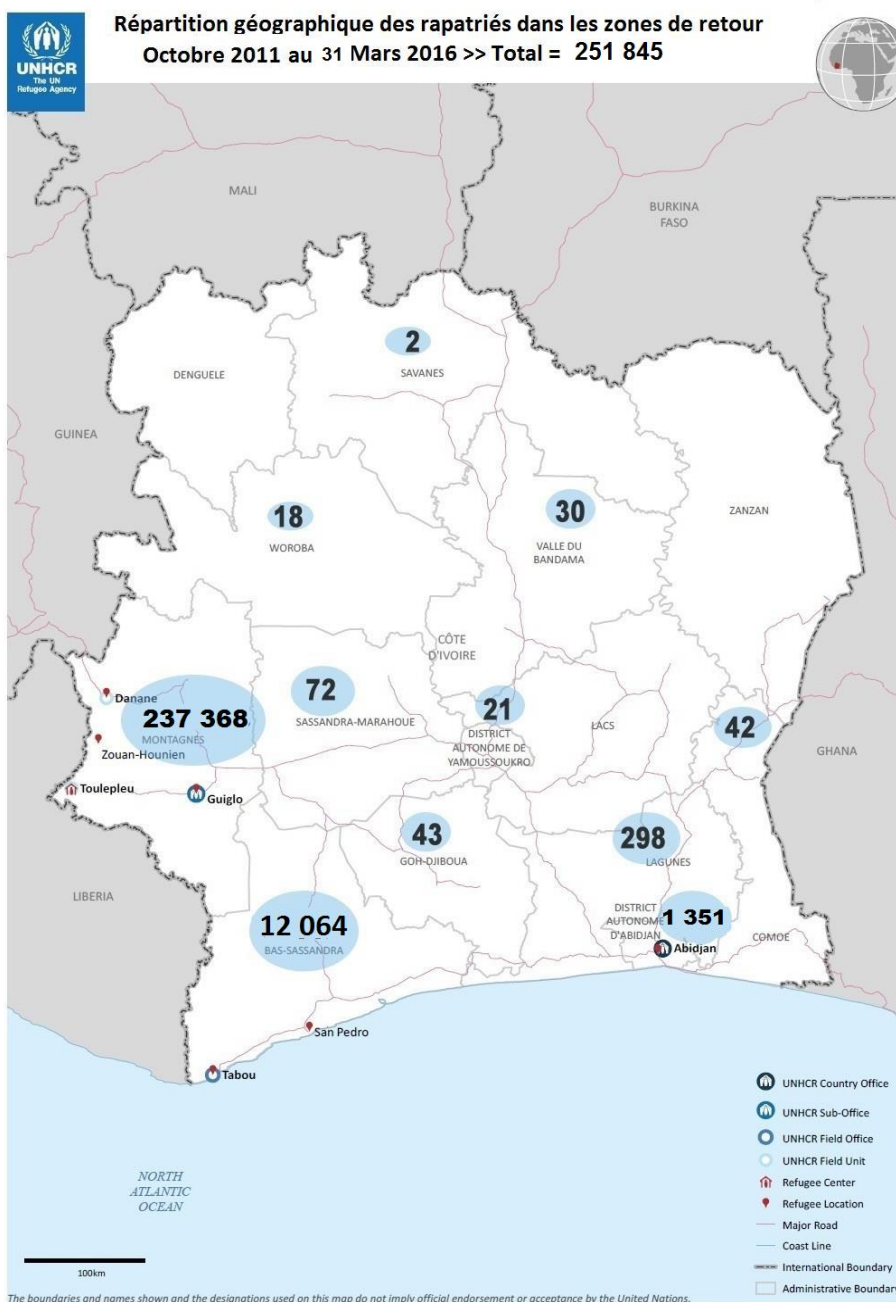 Répartition géographique des rapatriés dans les zones de retour
Octobre 2011 au 31 Mars 2016 >> Total = 251 845
UNHCR
The UN
Refugee Agency
MALI
BURKINA
FASO
2
SAVANES
DENGUELE
GUINEA
18
WOROBA
30
VALLE DU
BANDAMA
ZANZAN
CÔTE
D'IVOIRE
Danane
237 368
MONTAGNES
Zouan-Hounien
72
SASSANDRA-MARAHOUE
21
DISTRICT
AUTONOME DE
YAMOUSSOUKRO
LACS
42
GHANA
Toulepleu
Guiglo
43
GOH-DJIBOUA
298
LAGUNES
LIBERIA
12 064
BAS-SASSANDRA
DISTRICT
AUTONOME
D'ABIDJAN
1 351
Abidjan
COMOE
San Pedro
Tabou
NORTH
ATLANTIC
OCEAN
100km
UNHCR Country Office
UNHCR Sub-Office
UNHCR Field Office
UNHCR Field Unit
Refugee Center
Refugee Location
Major Road
Coast Line
International Boundary
Administrative Boundar
The boundaries and names shown and the designations used on this map do not imply official endorsement or acceptance by the United Nations.